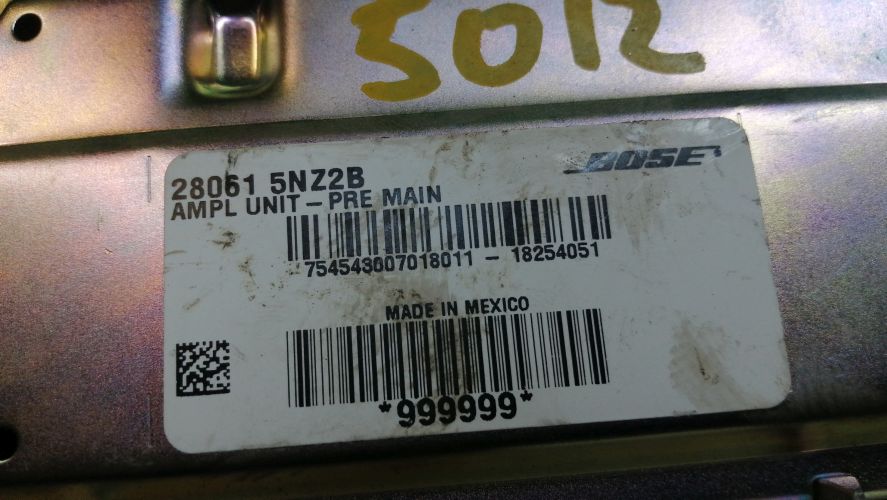 5012
BOSE
28061 5NZ2B
AMPL UNIT – PRE MAIN
754543007018011 – 18254051
MADE IN MEXICO
*999999*